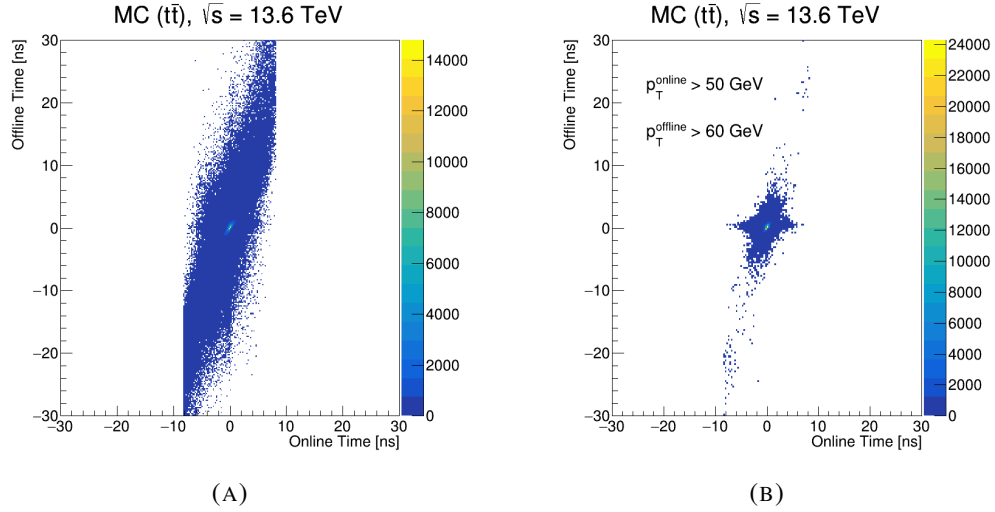 MC (tt̄), √s = 13.6 TeV
Offline Time [ns]
30
20
10
0
−10
−20
−30
−30 −20 −10 0 10 20 30
Online Time [ns]
14000
12000
10000
8000
6000
4000
2000
0
(A)
MC (tt̄), √s = 13.6 TeV
Offline Time [ns]
30
20
10
0
−10
−20
−30
p_T^online > 50 GeV
p_T^offline > 60 GeV
−30 −20 −10 0 10 20 30
Online Time [ns]
24000
22000
20000
18000
16000
14000
12000
10000
8000
6000
4000
2000
0
(B)